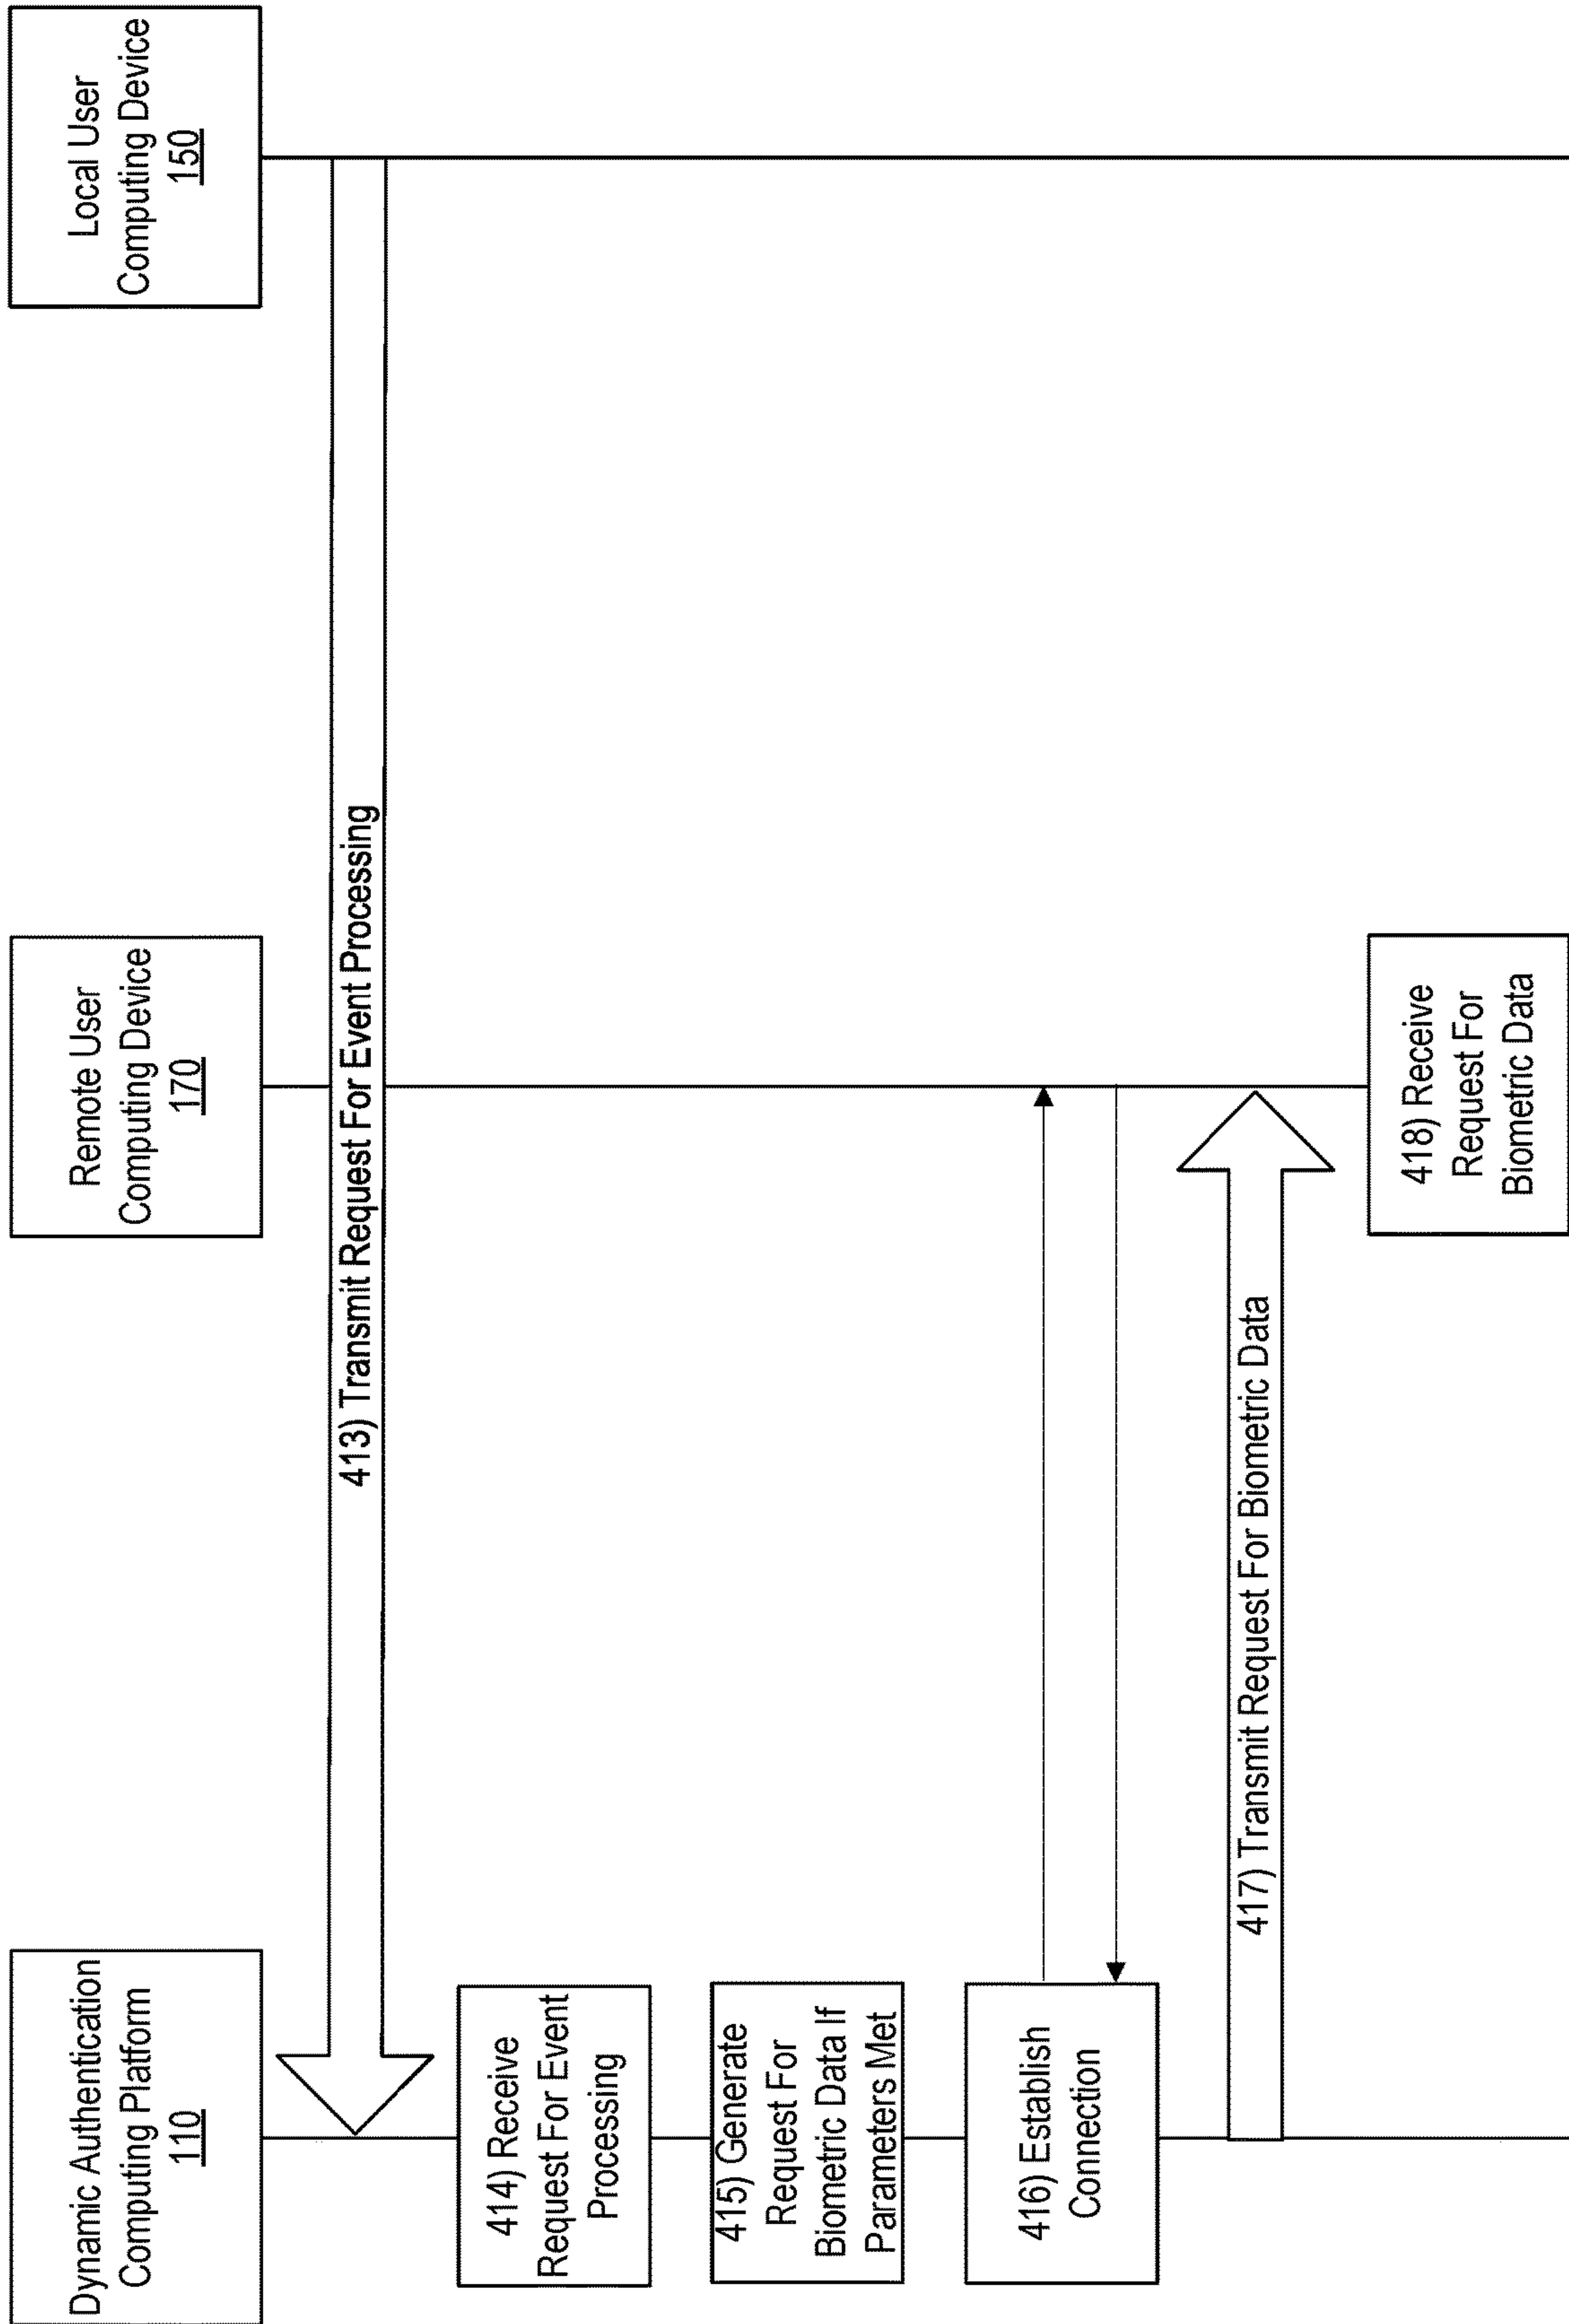 Dynamic Authentication
Computing Platform
110
Remote User
Computing Device
170
Local User
Computing Device
150
413) Transmit Request For Event Processing
414) Receive
Request For Event
Processing
415) Generate
Request For
Biometric Data If
Parameters Met
416) Establish
Connection
417) Transmit Request For Biometric Data
418) Receive
Request For
Biometric Data